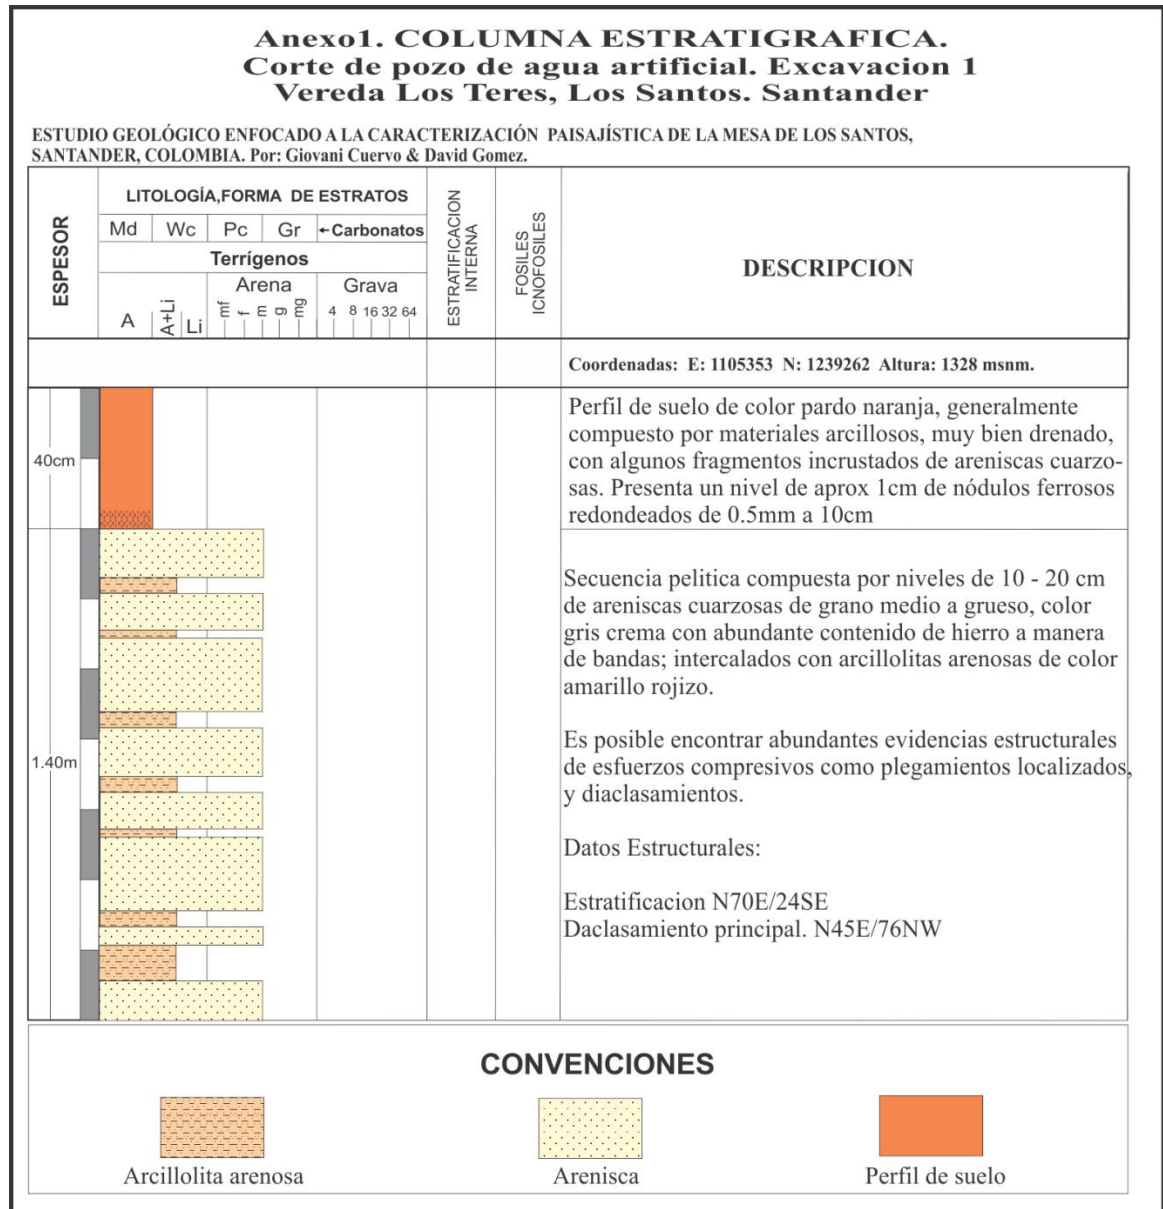 Anexo1. COLUMNA ESTRATIGRAFICA.
Corte de pozo de agua artificial. Excavacion 1
Vereda Los Teres, Los Santos. Santander
ESTUDIO GEOLÓGICO ENFOCADO A LA CARACTERIZACIÓN PAISAJÍSTICA DE LA MESA DE LOS SANTOS,
SANTANDER, COLOMBIA. Por: Giovani Cuervo & David Gomez.
ESPESOR
LITOLOGÍA,FORMA DE ESTRATOS
Md Wc Pc Gr ←Carbonatos
Terrígenos
Arena Grava
A A+Li Li mf f m g mg 4 8 16 32 64
ESTRATIFICACION
INTERNA
FOSILES
ICNOFOSILES
DESCRIPCION
Coordenadas: E: 1105353 N: 1239262 Altura: 1328 msnm.
40cm
Perfil de suelo de color pardo naranja, generalmente
compuesto por materiales arcillosos, muy bien drenado,
con algunos fragmentos incrustados de areniscas cuarzo-
sas. Presenta un nivel de aprox 1cm de nódulos ferrosos
redondeados de 0.5mm a 10cm
1.40m
Secuencia pelitica compuesta por niveles de 10 - 20 cm
de areniscas cuarzosas de grano medio a grueso, color
gris crema con abundante contenido de hierro a manera
de bandas; intercalados con arcillolitas arenosas de color
amarillo rojizo.
Es posible encontrar abundantes evidencias estructurales
de esfuerzos compresivos como plegamientos localizados,
y diaclasamientos.
Datos Estructurales:
Estratificacion N70E/24SE
Daclasamiento principal. N45E/76NW
CONVENCIONES
Arcillolita arenosa
Arenisca
Perfil de suelo